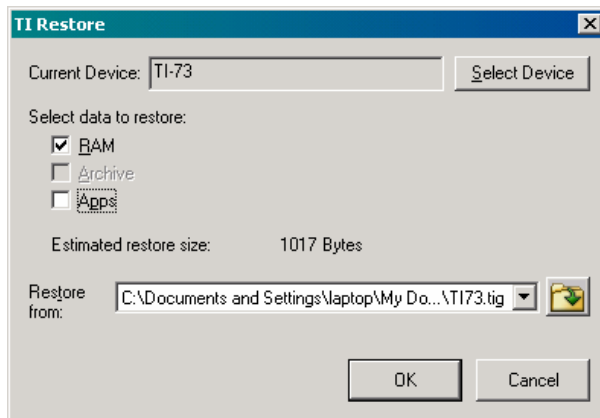 TI Restore
Current Device: TI-73 Select Device
Select data to restore:
RAM
Archive
Apps
Estimated restore size: 1017 Bytes
Restore from: C:\Documents and Settings\laptop\My Do...\TI73.tig
OK Cancel